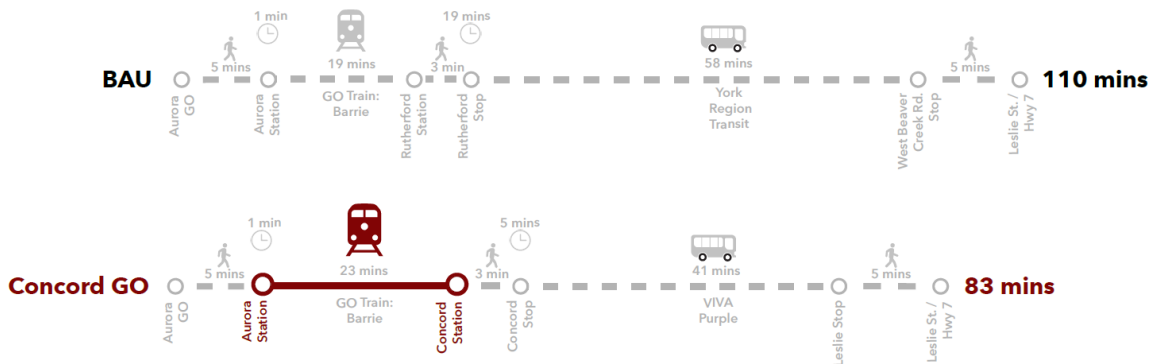 1 min
19 mins
5 mins
19 mins
3 min
58 mins
5 mins
BAU
110 mins
Aurora
GO
Aurora
Station
GO Train:
Barrie
Rutherford
Station
Rutherford
Stop
York
Region
Transit
West Beaver
Creek Rd.
Stop
Leslie St. /
Hwy 7
1 min
5 mins
5 mins
23 mins
3 min
41 mins
5 mins
Concord GO
83 mins
Aurora
GO
Aurora
Station
GO Train:
Barrie
Concord
Station
Concord
Stop
VIVA
Purple
Leslie Stop
Leslie St. /
Hwy 7